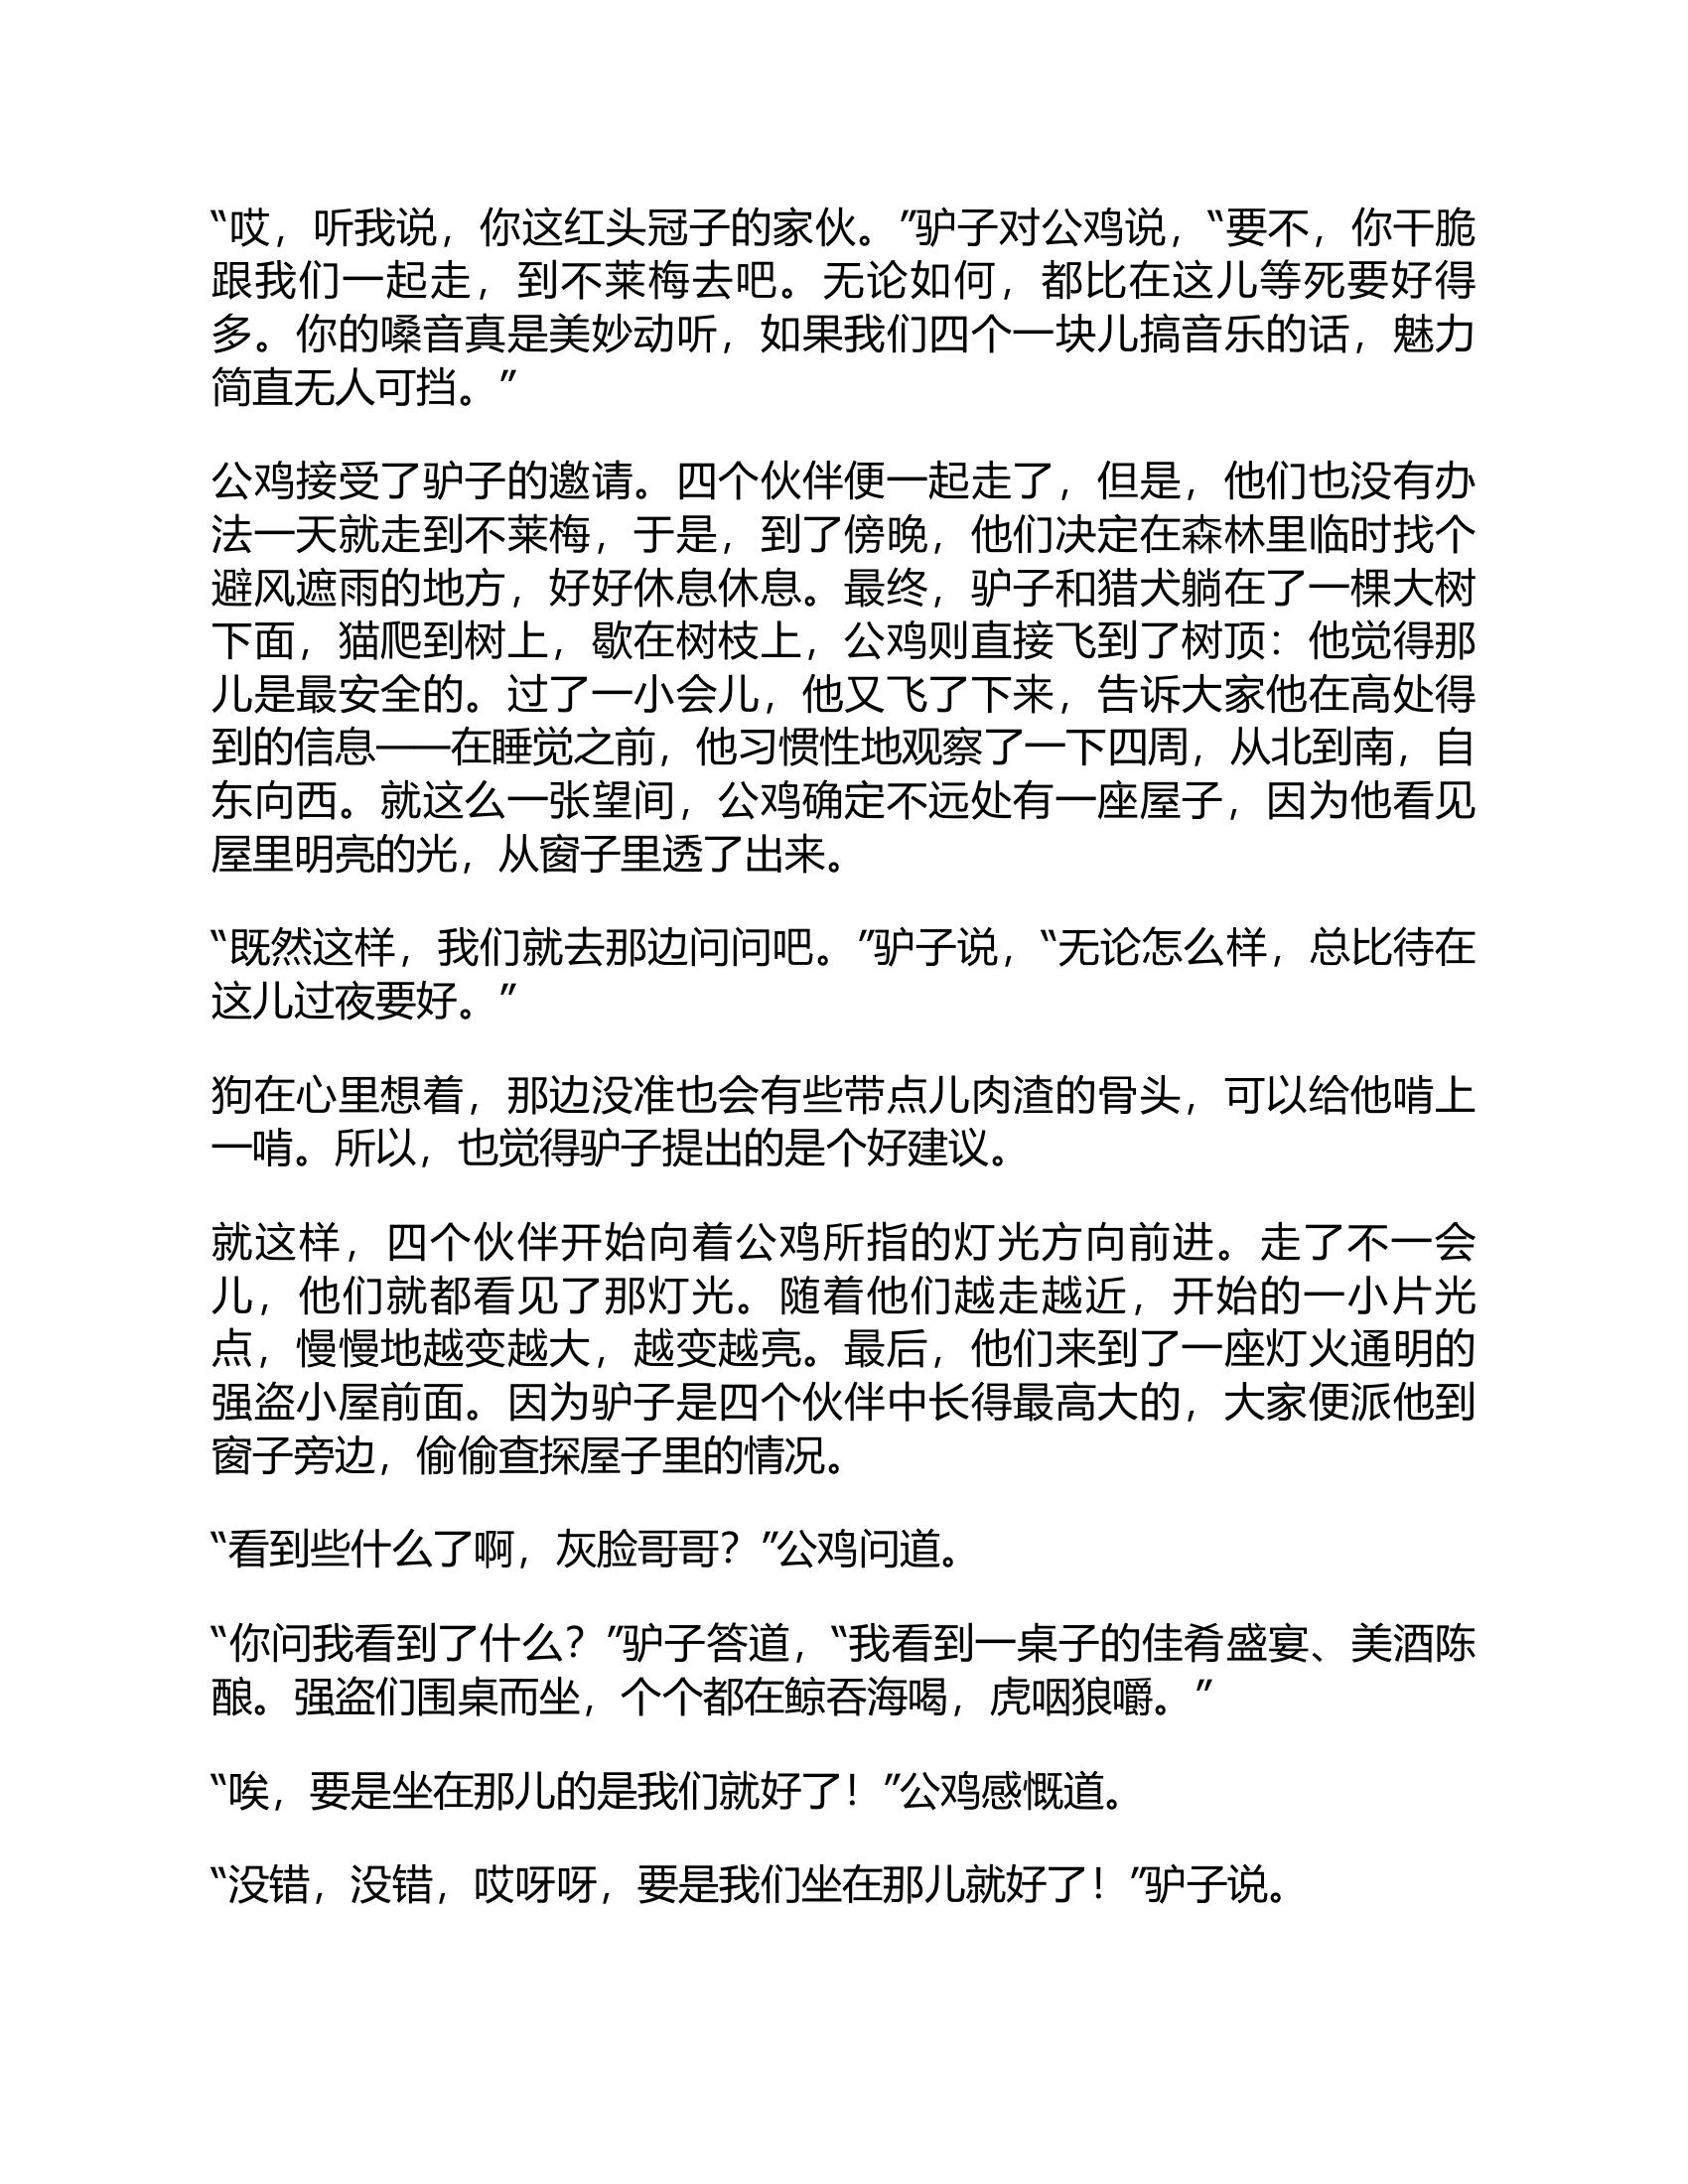 “哎，听我说，你这红头冠子的家伙。”驴子对公鸡说，“要不，你干脆
跟我们一起走，到不莱梅去吧。无论如何，都比在这儿等死要好得
多。你的嗓音真是美妙动听，如果我们四个一块儿搞音乐的话，魅力
简直无人可挡。”
公鸡接受了驴子的邀请。四个伙伴便一起走了，但是，他们也没有办
法一天就走到不莱梅，于是，到了傍晚，他们决定在森林里临时找个
避风遮雨的地方，好好休息休息。最终，驴子和猎犬躺在了一棵大树
下面，猫爬到树上，歇在树枝上，公鸡则直接飞到了树顶：他觉得那
儿是最安全的。过了一小会儿，他又飞了下来，告诉大家他在高处得
到的信息——在睡觉之前，他习惯性地观察了一下四周，从北到南，自
东向西。就这么一张望间，公鸡确定不远处有一座屋子，因为他看见
屋里明亮的光，从窗子里透了出来。
“既然这样，我们就去那边问问吧。”驴子说，“无论怎么样，总比待在
这儿过夜要好。”
狗在心里想着，那边没准也会有些带点儿肉渣的骨头，可以给他啃上
一啃。所以，也觉得驴子提出的是个好建议。
就这样，四个伙伴开始向着公鸡所指的灯光方向前进。走了不一会
儿，他们就都看见了那灯光。随着他们越走越近，开始的一小片光
点，慢慢地越变越大，越变越亮。最后，他们来到了一座灯火通明的
强盗小屋前面。因为驴子是四个伙伴中长得最高大的，大家便派他到
窗子旁边，偷偷查探屋子里的情况。
“看到些什么了啊，灰脸哥哥？”公鸡问道。
“你问我看到了什么？”驴子答道，“我看到一桌子的佳肴盛宴、美酒陈
酿。强盗们围桌而坐，个个都在鲸吞海喝，虎咽狼嚼。”
“唉，要是坐在那儿的是我们就好了！”公鸡感慨道。
“没错，没错，哎呀呀，要是我们坐在那儿就好了！”驴子说。